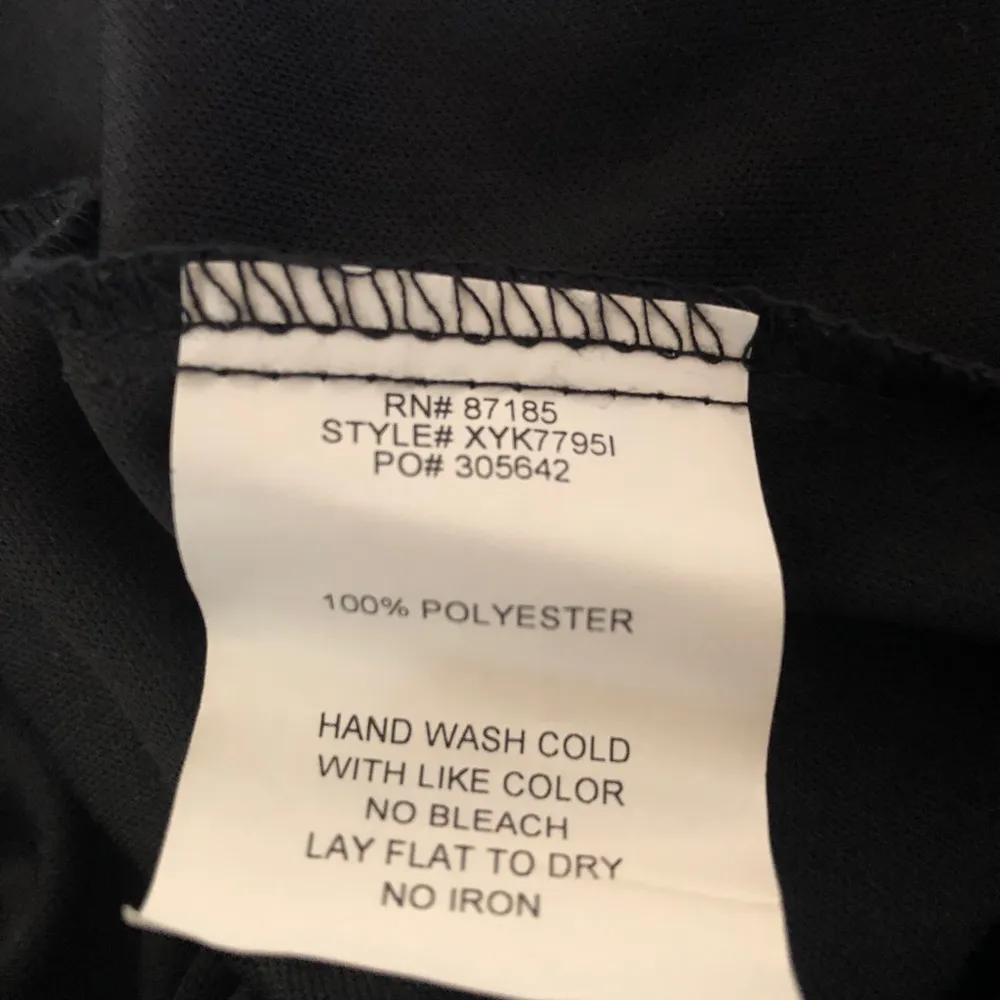 RN# 87185
STYLE# XYK7795I
PO# 305642
100% POLYESTER
HAND WASH COLD
WITH LIKE COLOR
NO BLEACH
LAY FLAT TO DRY
NO IRON